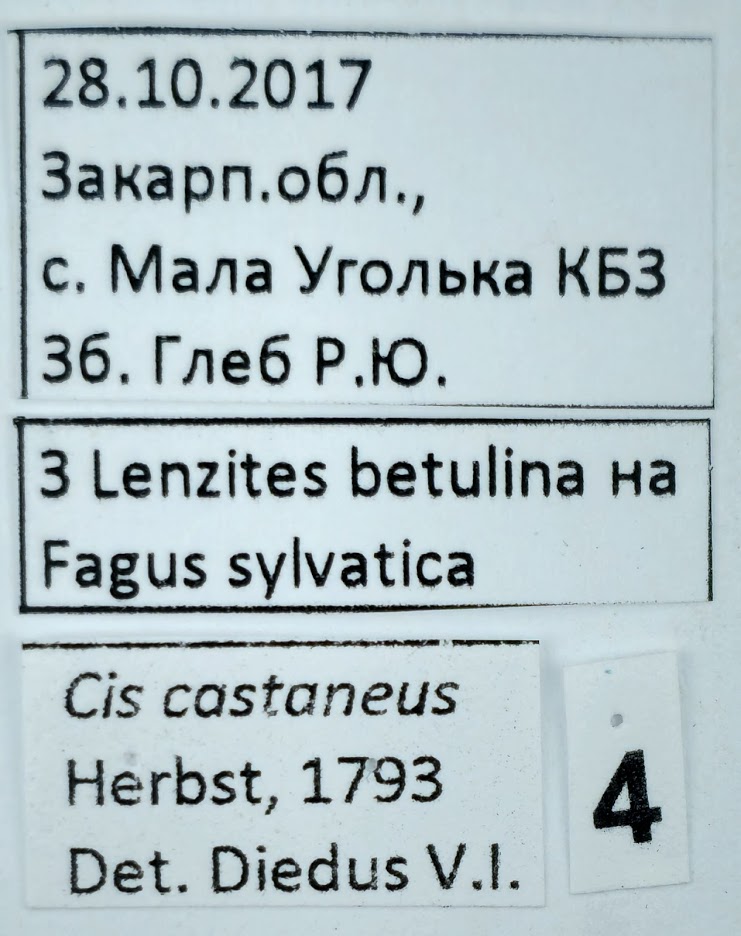 28.10.2017
Закарп.обл.,
с. Мала Уголька КБЗ
Зб. Глеб Р.Ю.
З Lenzites betulina на
Fagus sylvatica
Cis castaneus
Herbst, 1793
Det. Diedus V.I.
4